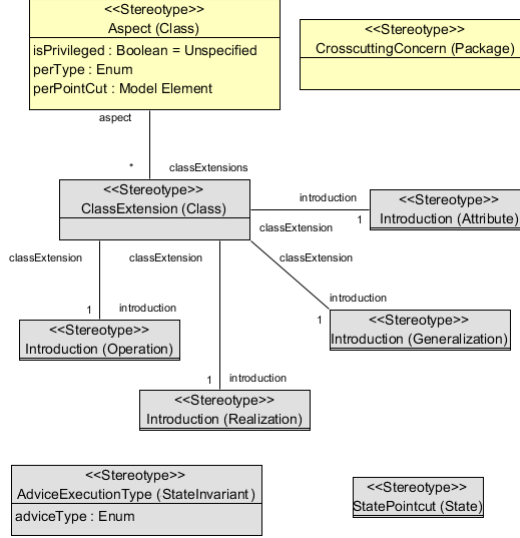 <<Stereotype>>
Aspect (Class)
isPrivileged : Boolean = Unspecified
perType : Enum
perPointCut : Model Element
<<Stereotype>>
CrosscuttingConcern (Package)
aspect
*
classExtensions
<<Stereotype>>
ClassExtension (Class)
introduction
1
classExtension
<<Stereotype>>
Introduction (Attribute)
classExtension
1
introduction
<<Stereotype>>
Introduction (Operation)
classExtension
1
introduction
<<Stereotype>>
Introduction (Realization)
classExtension
introduction
1
<<Stereotype>>
Introduction (Generalization)
<<Stereotype>>
AdviceExecutionType (StateInvariant)
adviceType : Enum
<<Stereotype>>
StatePointcut (State)